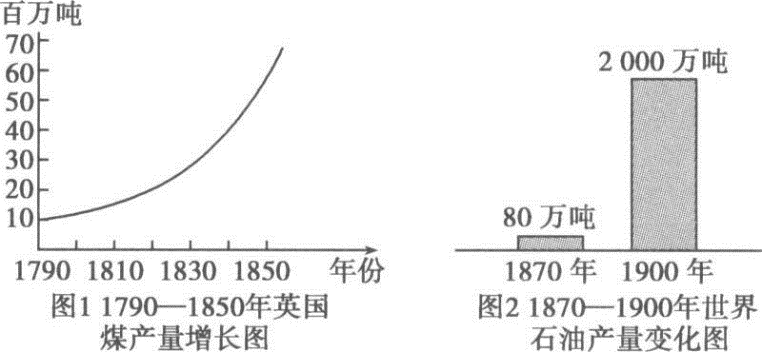 百万吨
70
60
50
40
30
20
10
1790 1810 1830 1850 年份
图1 1790—1850年英国
煤产量增长图
2 000 万吨
80 万吨
1870 年 1900 年
图2 1870—1900年世界
石油产量变化图